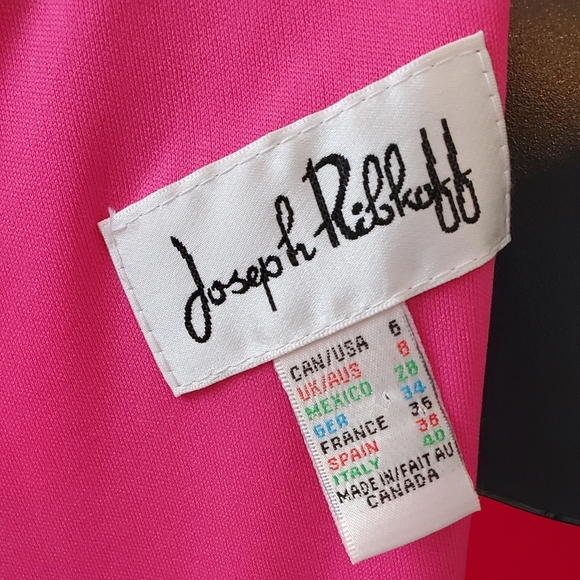 Joseph Ribkoff
CAN/USA 6
UK/AUS 8
MEXICO 28
GER 34
FRANCE 36
SPAIN 38
ITALY 40
MADE IN/FAIT AU
CANADA